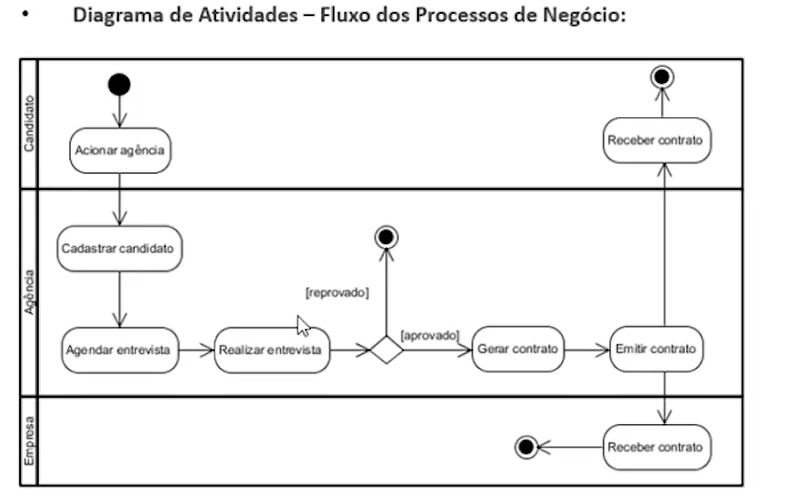 • Diagrama de Atividades – Fluxo dos Processos de Negócio:
Candidato
Acionar agência
Receber contrato
Agência
Cadastrar candidato
[reprovado]
[aprovado]
Agendar entrevista
Realizar entrevista
Gerar contrato
Emitir contrato
Empresa
Receber contrato